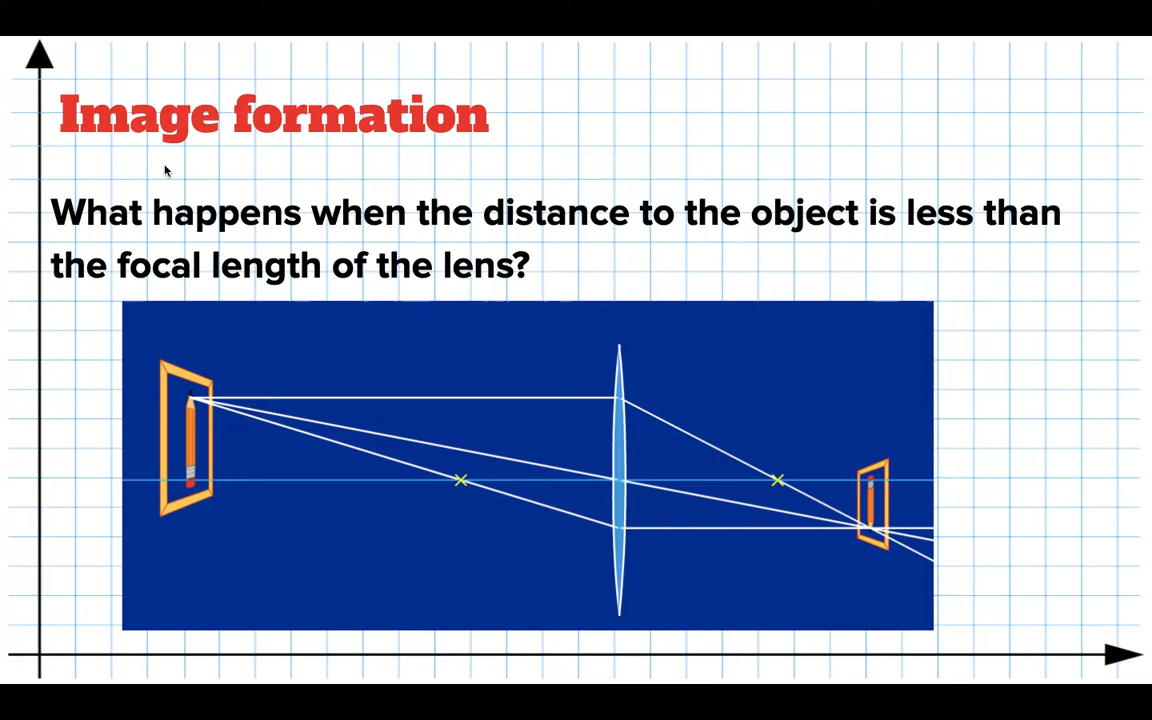 Image formation
What happens when the distance to the object is less than
the focal length of the lens?